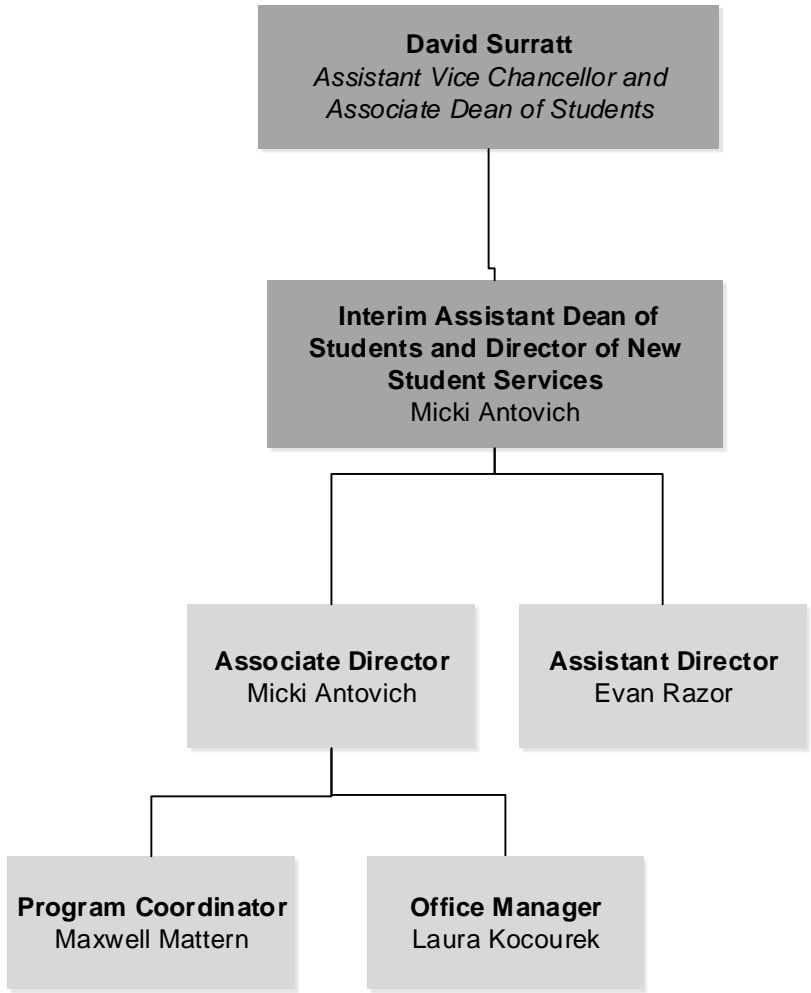 David Surratt
Assistant Vice Chancellor and
Associate Dean of Students
Interim Assistant Dean of
Students and Director of New
Student Services
Micki Antovich
Associate Director
Micki Antovich
Assistant Director
Evan Razor
Program Coordinator
Maxwell Mattern
Office Manager
Laura Kocourek